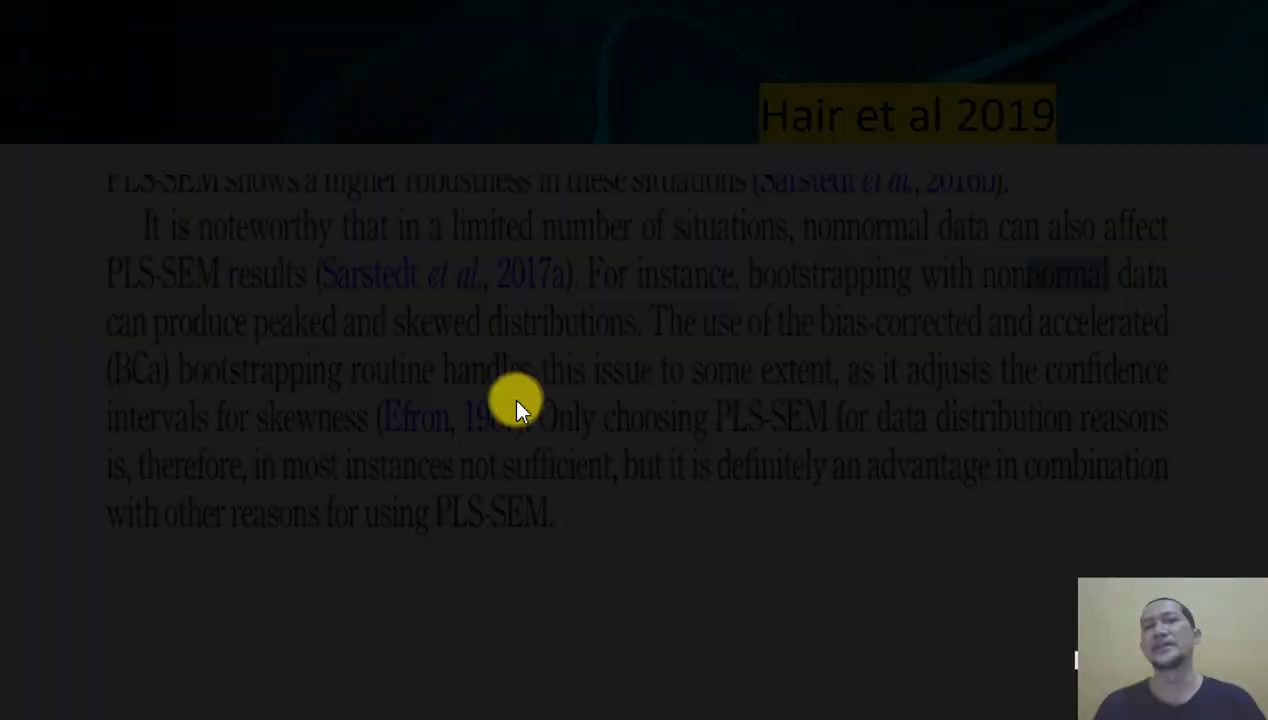 Hair et al 2019
PLS-SEM shows a higher robustness in these situations (Sarstedt et al., 2016b).
It is noteworthy that in a limited number of situations, nonnormal data can also affect
PLS-SEM results (Sarstedt et al., 2017a). For instance, bootstrapping with nonnormal data
can produce peaked and skewed distributions. The use of the bias-corrected and accelerated
(BCa) bootstrapping routine handles this issue to some extent, as it adjusts the confidence
intervals for skewness (Efron, Only choosing PLS-SEM for data distribution reasons
is, therefore, in most instances not sufficient, but it is definitely an advantage in combination
with other reasons for using PLS-SEM.